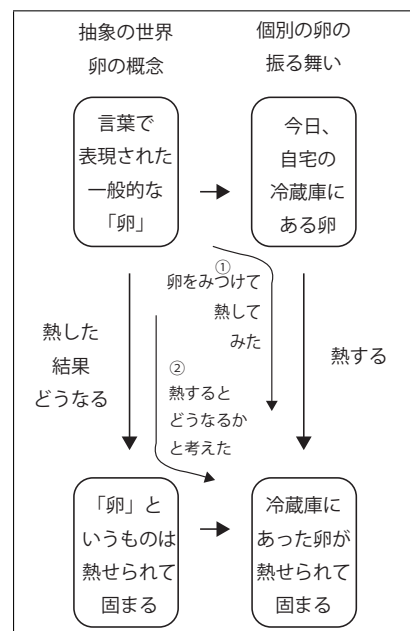 抽象の世界
卵の概念
個別の卵の
振る舞い
言葉で
表現された
一般的な
「卵」
今日、
自宅の
冷蔵庫に
ある卵
①
卵をみつけて
熱して
みた
熱した
結果
どうなる
②
熱すると
どうなるか
と考えた
熱する
「卵」と
いうものは
熱せられて
固まる
冷蔵庫に
あった卵が
熱せられて
固まる